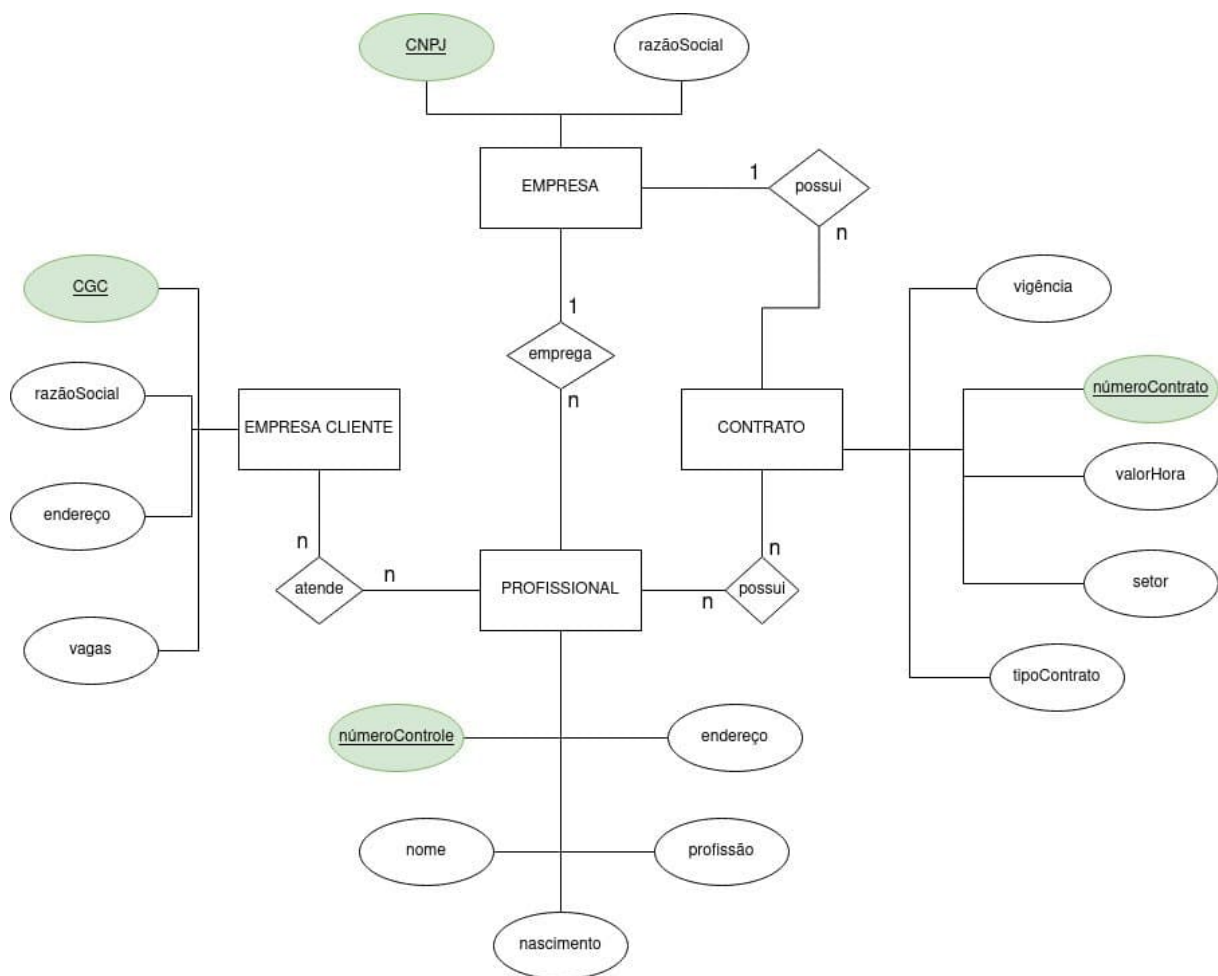 CNPJ
razãoSocial
EMPRESA
1
possui
n
CGC
vigência
1
emprega
n
razãoSocial
EMPRESA CLIENTE
CONTRATO
númeroContrato
valorHora
endereço
n
atende
n
PROFISSIONAL
n
possui
n
setor
vagas
tipoContrato
númeroControle
endereço
nome
profissão
nascimento